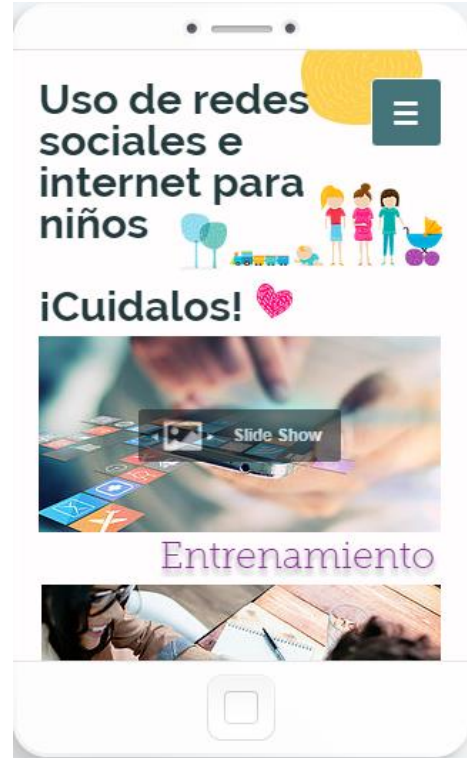 Uso de redes
sociales e
internet para
niños
¡Cuidalos!
Slide Show
Entrenamiento